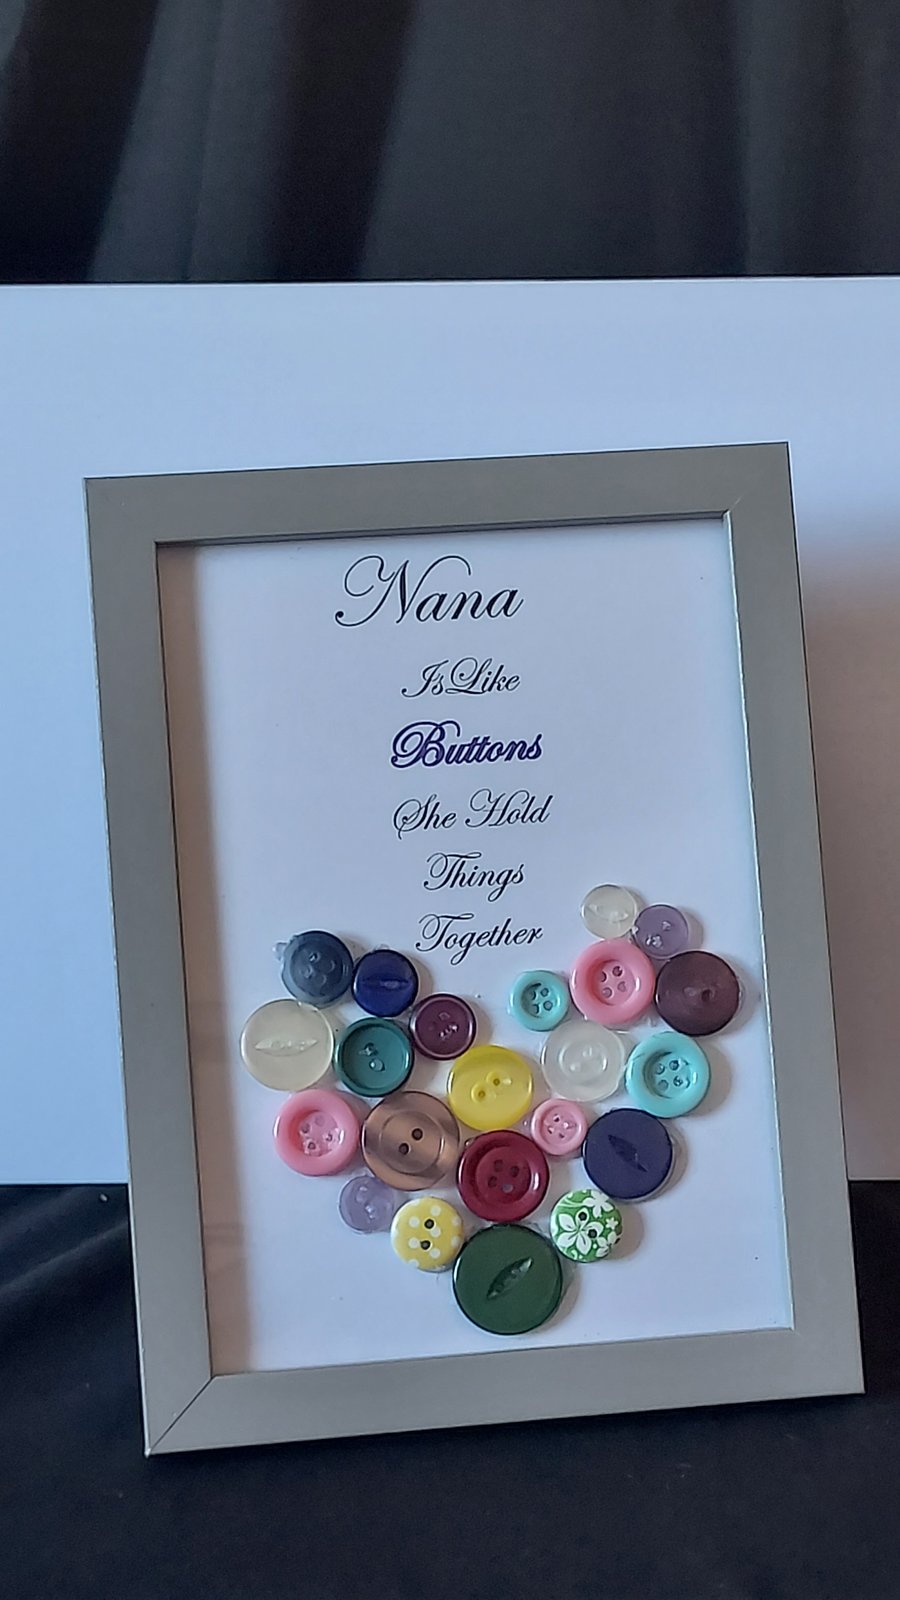 Nana
IsLike
Buttons
She Hold
Things
Together